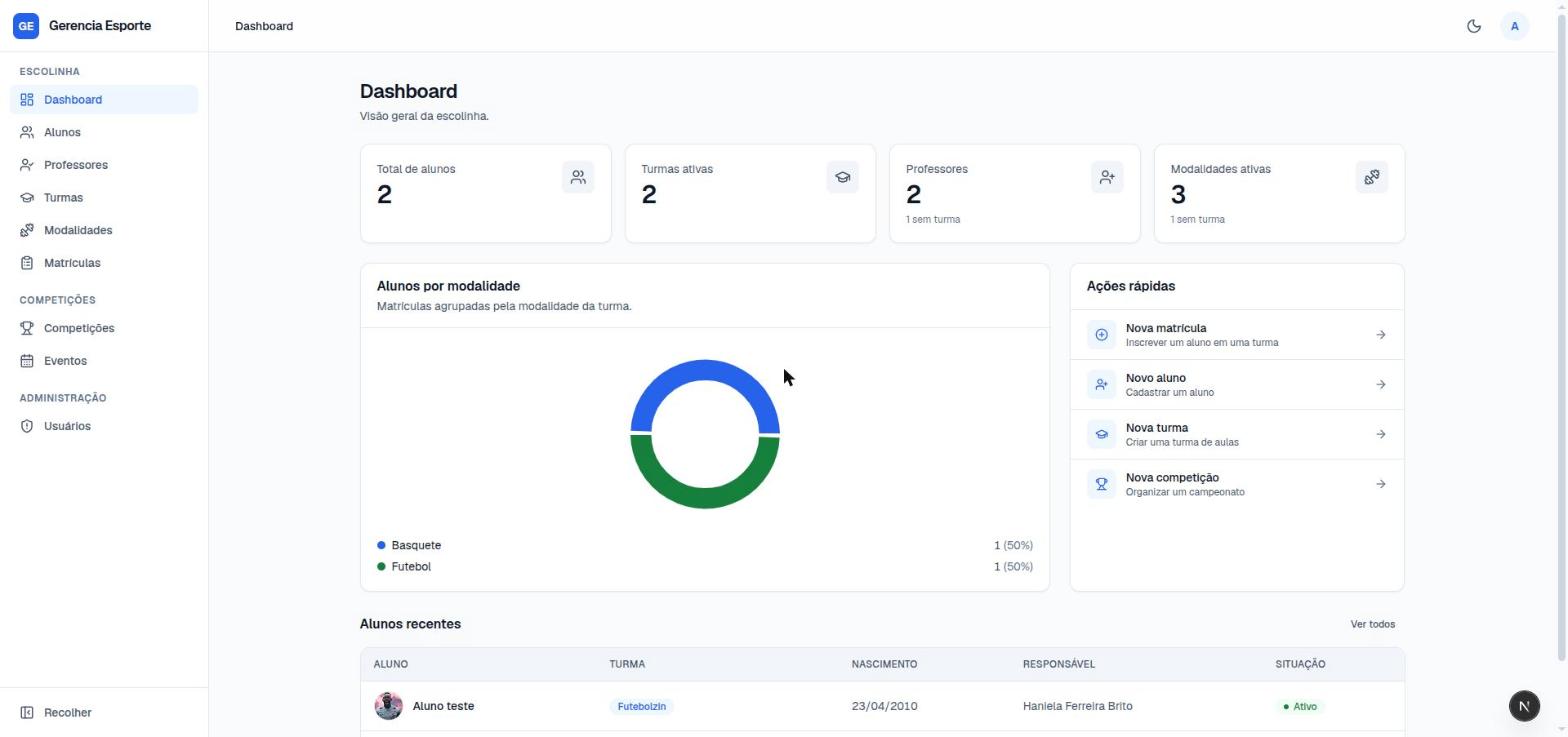 GE Gerencia Esporte
Dashboard
A
ESCOLINHA
Dashboard
Alunos
Professores
Turmas
Modalidades
Matrículas
COMPETIÇÕES
Competições
Eventos
ADMINISTRAÇÃO
Usuários
Recolher
Dashboard
Visão geral da escolinha.
Total de alunos
2
Turmas ativas
2
Professores
2
1 sem turma
Modalidades ativas
3
1 sem turma
Alunos por modalidade
Matrículas agrupadas pela modalidade da turma.
Basquete 1 (50%)
Futebol 1 (50%)
Ações rápidas
Nova matrícula
Inscrever um aluno em uma turma
Novo aluno
Cadastrar um aluno
Nova turma
Criar uma turma de aulas
Nova competição
Organizar um campeonato
Alunos recentes Ver todos
ALUNO TURMA NASCIMENTO RESPONSÁVEL SITUAÇÃO
Aluno teste Futebolzin 23/04/2010 Haniela Ferreira Brito Ativo
N